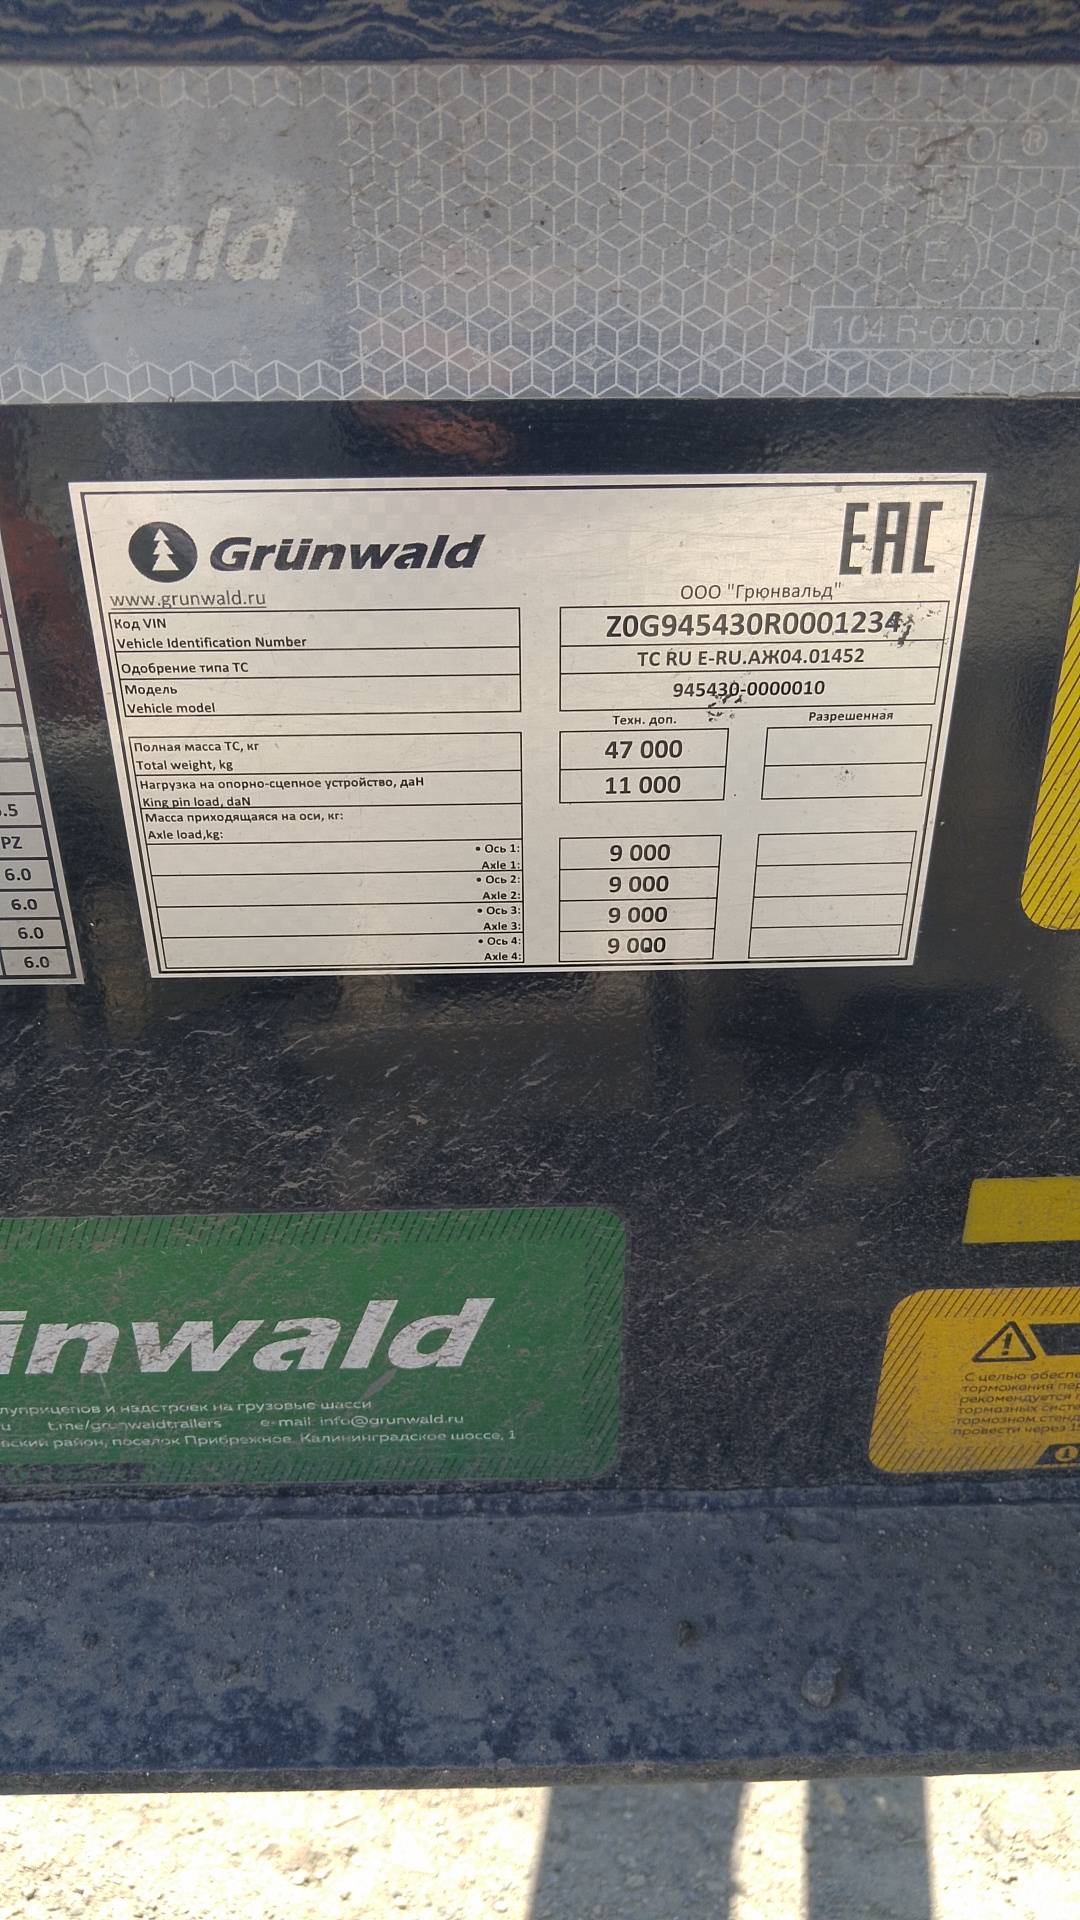 nwald
ORAFOL®
E4
104 R-000001
Grünwald
EAC
www.grunwald.ru
ООО "Грюнвальд"
Код VIN
Vehicle Identification Number
Z0G945430R0001234
Одобрение типа ТС
ТС RU E-RU.АЖ04.01452
Модель
Vehicle model
945430-0000010
Техн. доп.
Разрешенная
Полная масса ТС, кг
Total weight, kg
47 000
Нагрузка на опорно-сцепное устройство, даН
King pin load, daN
11 000
Масса приходящаяся на оси, кг:
Axle load,kg:
• Ось 1:
Axle 1:
9 000
• Ось 2:
Axle 2:
9 000
• Ось 3:
Axle 3:
9 000
• Ось 4:
Axle 4:
9 000
.5
PZ
6.0
6.0
6.0
6.0
ünwald
луприцепов и надстроек на грузовые шасси
u t.me/grunwaldtrailers e-mail: info@grunwald.ru
вский район, поселок Прибрежное, Калининградское шоссе, 1
С целью обеспе
торможения пер
рекомендуется п
тормозных систе
тормозном стенд
провести через 15